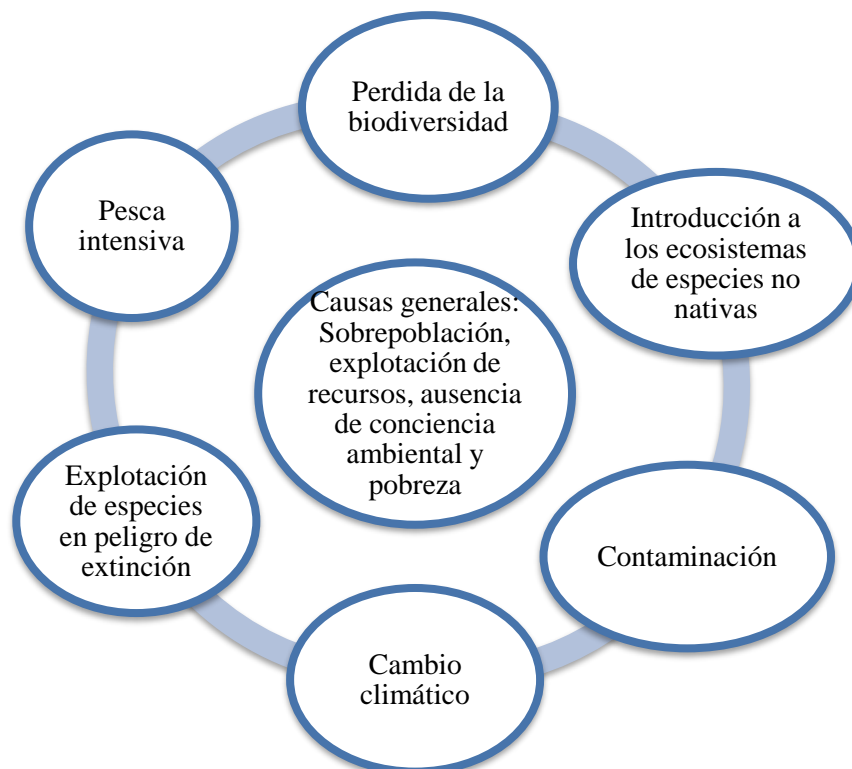 Perdida de la
biodiversidad
Introducción a
los ecosistemas
de especies no
nativas
Contaminación
Cambio
climático
Explotación
de especies
en peligro de
extinción
Pesca
intensiva
Causas generales:
Sobrepoblación,
explotación de
recursos, ausencia
de conciencia
ambiental y
pobreza